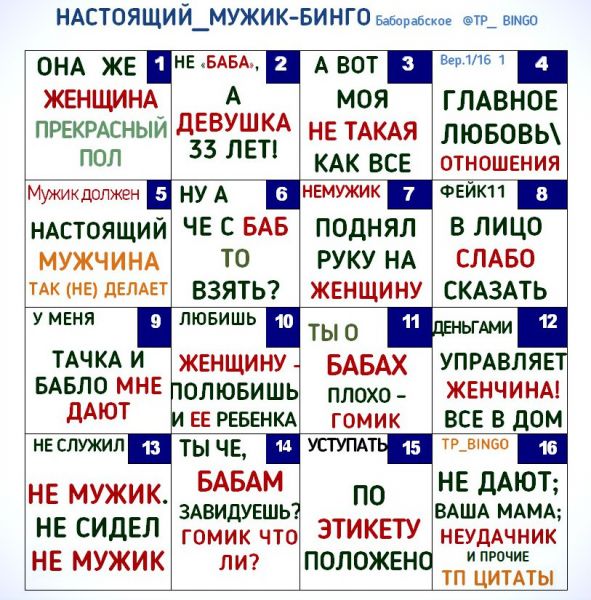 НАСТОЯЩИЙ_МУЖИК-БИНГО Баборабское @TP_ BINGO
ОНА ЖЕ 1
ЖЕНЩИНА
ПРЕКРАСНЫЙ
ПОЛ
НЕ «БАБА», 2
А
ДЕВУШКА
33 ЛЕТ!
А ВОТ 3
МОЯ
НЕ ТАКАЯ
КАК ВСЕ
Вер.1/16 1 4
ГЛАВНОЕ
ЛЮБОВЬ\
ОТНОШЕНИЯ
Мужик должен 5
НАСТОЯЩИЙ
МУЖЧИНА
ТАК (НЕ) ДЕЛАЕТ
НУ А 6
ЧЕ С БАБ
ТО
ВЗЯТЬ?
НЕМУЖИК 7
ПОДНЯЛ
РУКУ НА
ЖЕНЩИНУ
ФЕЙК11 8
В ЛИЦО
СЛАБО
СКАЗАТЬ
У МЕНЯ 9
ТАЧКА И
БАБЛО МНЕ
ДАЮТ
ЛЮБИШЬ 10
ЖЕНЩИНУ -
ПОЛЮБИШЬ
И ЕЕ РЕБЕНКА
ТЫ О 11
БАБАХ
ПЛОХО –
ГОМИК
ДЕНЬГАМИ 12
УПРАВЛЯЕТ
ЖЕНЧИНА!
ВСЕ В ДОМ
НЕ СЛУЖИЛ 13
НЕ МУЖИК.
НЕ СИДЕЛ
НЕ МУЖИК
ТЫ ЧЕ, 14
БАБАМ
ЗАВИДУЕШЬ?
ГОМИК ЧТО
ЛИ?
УСТУПАТЬ 15
ПО
ЭТИКЕТУ
ПОЛОЖЕНО
TP_BINGO 16
НЕ ДАЮТ;
ВАША МАМА;
НЕУДАЧНИК
И ПРОЧИЕ
ТП ЦИТАТЫ